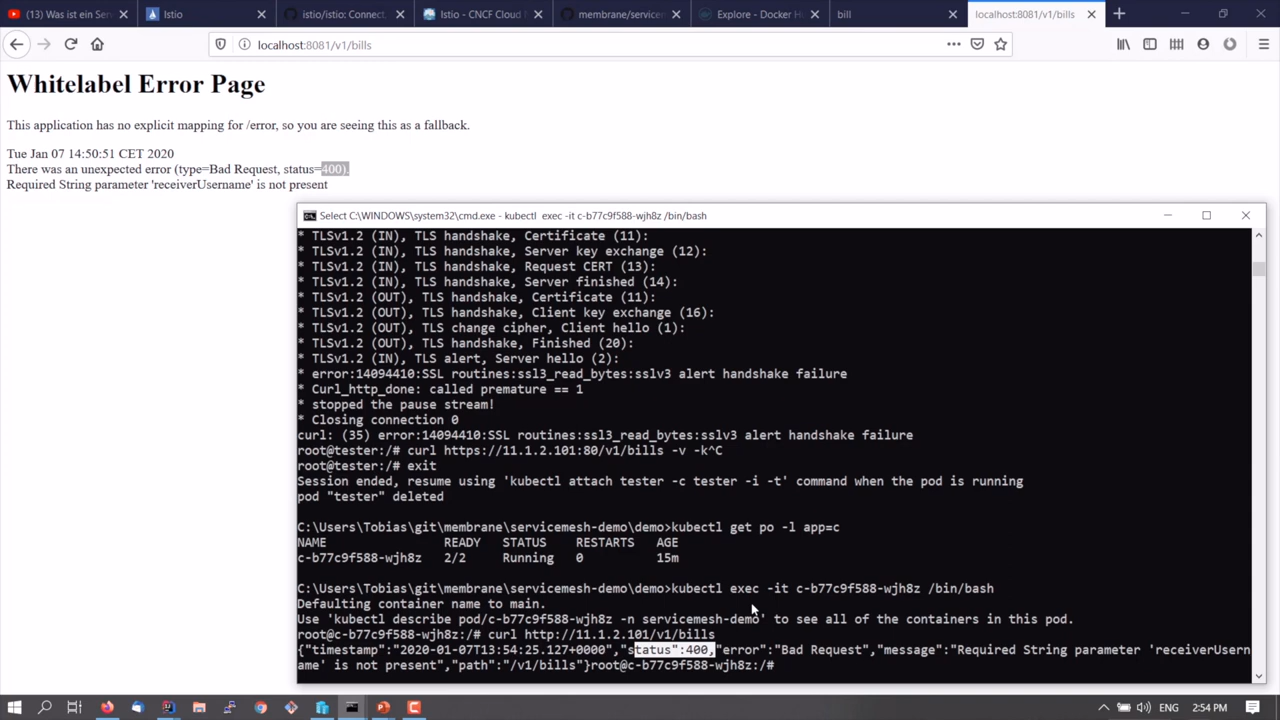 (13) Was ist ein Serv
Istio
istio/istio: Connect,
Istio - CNCF Cloud
membrane/servicem
Explore - Docker H
bill
localhost:8081/v1/bills
localhost:8081/v1/bills
Whitelabel Error Page
This application has no explicit mapping for /error, so you are seeing this as a fallback.
Tue Jan 07 14:50:51 CET 2020
There was an unexpected error (type=Bad Request, status=400).
Required String parameter 'receiverUsername' is not present
Select C:\WINDOWS\system32\cmd.exe - kubectl  exec -it c-b77c9f588-wjh8z /bin/bash
* TLSv1.2 (IN), TLS handshake, Certificate (11):
* TLSv1.2 (IN), TLS handshake, Server key exchange (12):
* TLSv1.2 (IN), TLS handshake, Request CERT (13):
* TLSv1.2 (IN), TLS handshake, Server finished (14):
* TLSv1.2 (OUT), TLS handshake, Certificate (11):
* TLSv1.2 (OUT), TLS handshake, Client key exchange (16):
* TLSv1.2 (OUT), TLS change cipher, Client hello (1):
* TLSv1.2 (OUT), TLS handshake, Finished (20):
* TLSv1.2 (IN), TLS alert, Server hello (2):
* error:14094410:SSL routines:ssl3_read_bytes:sslv3 alert handshake failure
* Curl_http_done: called premature == 1
* stopped the pause stream!
* Closing connection 0
curl: (35) error:14094410:SSL routines:ssl3_read_bytes:sslv3 alert handshake failure
root@tester:/# curl https://11.1.2.101:80/v1/bills -v -k^C
root@tester:/# exit
Session ended, resume using 'kubectl attach tester -c tester -i -t' command when the pod is running
pod "tester" deleted
C:\Users\Tobias\git\membrane\servicemesh-demo\demo>kubectl get po -l app=c
NAME READY STATUS RESTARTS AGE
c-b77c9f588-wjh8z 2/2 Running 0 15m
C:\Users\Tobias\git\membrane\servicemesh-demo\demo>kubectl exec -it c-b77c9f588-wjh8z /bin/bash
Defaulting container name to main.
Use 'kubectl describe pod/c-b77c9f588-wjh8z -n servicemesh-demo' to see all of the containers in this pod.
root@c-b77c9f588-wjh8z:/# curl http://11.1.2.101/v1/bills
{"timestamp":"2020-01-07T13:54:25.127+0000","status":400,"error":"Bad Request","message":"Required String parameter 'receiverUsern
ame' is not present","path":"/v1/bills"}root@c-b77c9f588-wjh8z:/#
ENG 2:54 PM